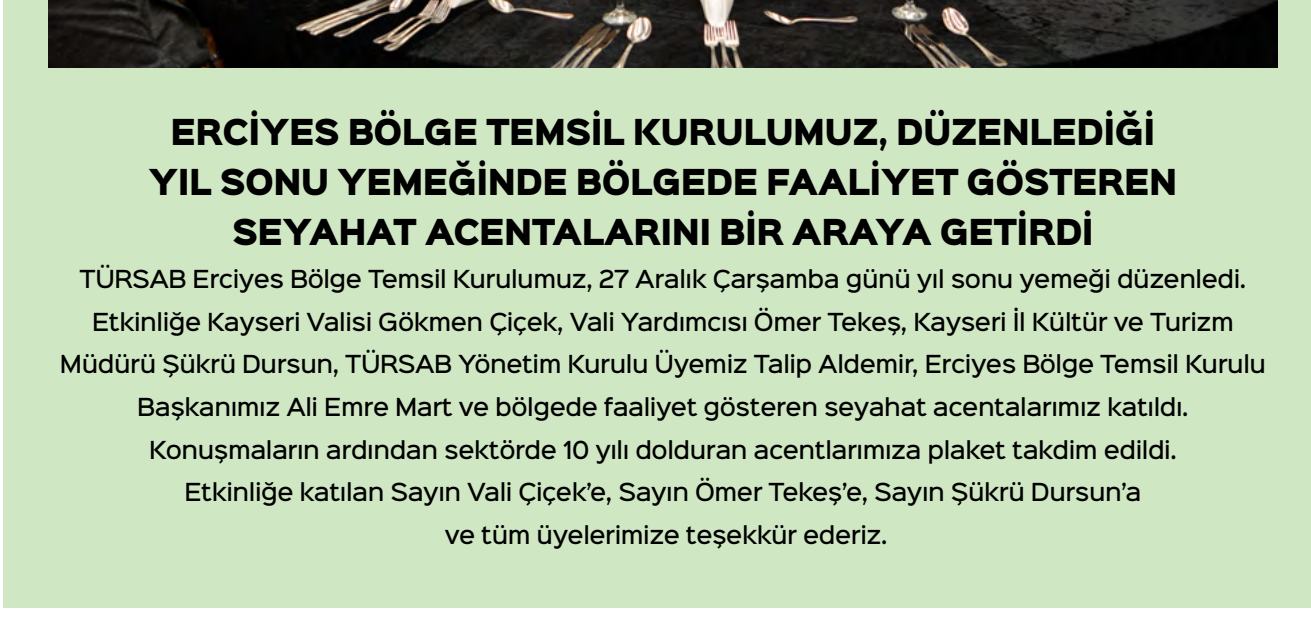 ERCİYES BÖLGE TEMSİL KURULUMUZ, DÜZENLEDİĞİ
YIL SONU YEMEĞİNDE BÖLGEDE FAALİYET GÖSTEREN
SEYAHAT ACENTALARINI BİR ARAYA GETİRDİ
TÜRSAB Erciyes Bölge Temsil Kurulumuz, 27 Aralık Çarşamba günü yıl sonu yemeği düzenledi.
Etkinliğe Kayseri Valisi Gökmen Çiçek, Vali Yardımcısı Ömer Tekeş, Kayseri İl Kültür ve Turizm
Müdürü Şükrü Dursun, TÜRSAB Yönetim Kurulu Üyemiz Talip Aldemir, Erciyes Bölge Temsil Kurulu
Başkanımız Ali Emre Mart ve bölgede faaliyet gösteren seyahat acentalarımız katıldı.
Konuşmaların ardından sektörde 10 yılı dolduran acentlarımıza plaket takdim edildi.
Etkinliğe katılan Sayın Vali Çiçek’e, Sayın Ömer Tekeş’e, Sayın Şükrü Dursun’a
ve tüm üyelerimize teşekkür ederiz.